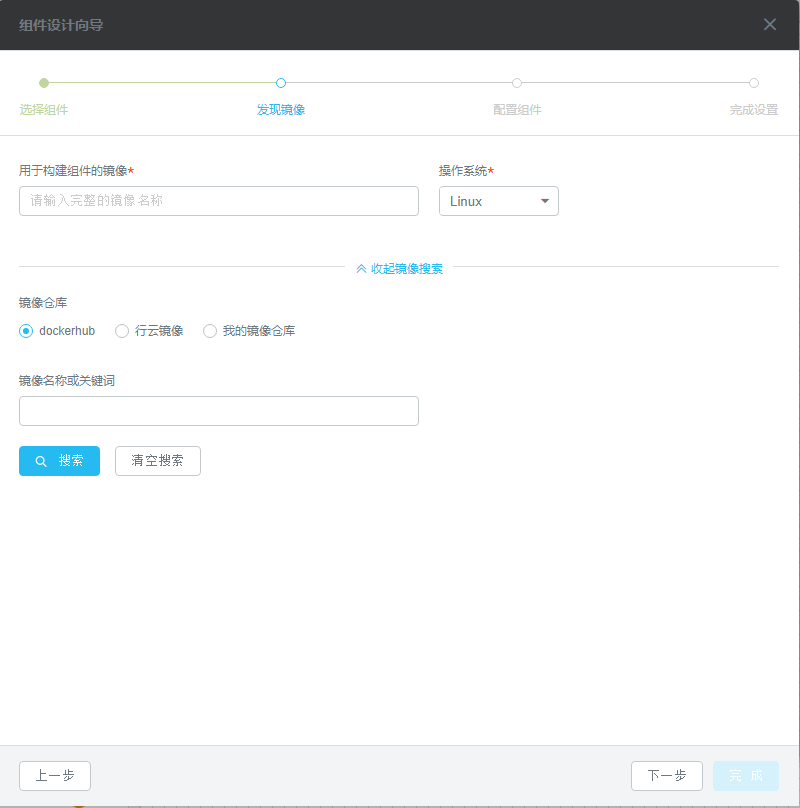 组件设计向导
选择组件 发现镜像 配置组件 完成设置
用于构建组件的镜像* 操作系统*
请输入完整的镜像名称 Linux
收起镜像搜索
镜像仓库
dockerhub 行云镜像 我的镜像仓库
镜像名称或关键词
搜索 清空搜索
上一步 下一步 完 成